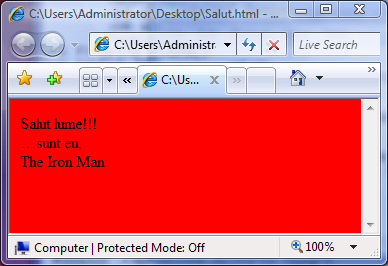 C:\Users\Administrator\Desktop\Salut.html - ...
C:\Users\Administra
Live Search
C:\Us...
Salut lume!!!
...sunt eu,
The Iron Man
Computer | Protected Mode: Off
100%